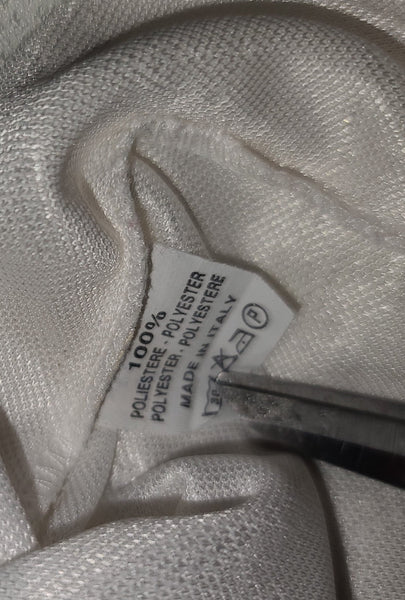 100%
POLIESTERE - POLYESTER
POLYESTER - POLYESTERE
MADE IN ITALY
P